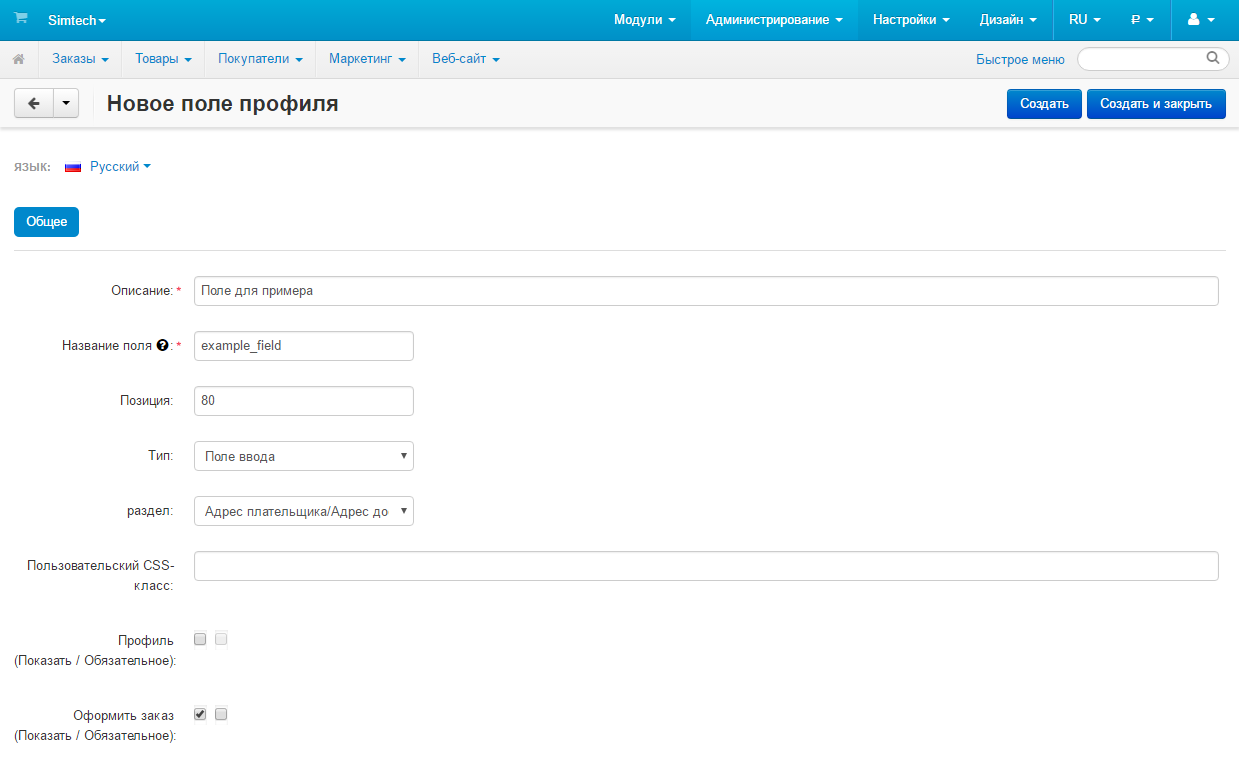 Simtech Модули Администрирование Настройки Дизайн RU ₽
Заказы Товары Покупатели Маркетинг Веб-сайт Быстрое меню
Новое поле профиля Создать Создать и закрыть
ЯЗЫК: Русский
Общее
Описание: * Поле для примера
Название поля ?: * example_field
Позиция: 80
Тип: Поле ввода
раздел: Адрес плательщика/Адрес до
Пользовательский CSS-
класс:
Профиль
(Показать / Обязательное):
Оформить заказ
(Показать / Обязательное):